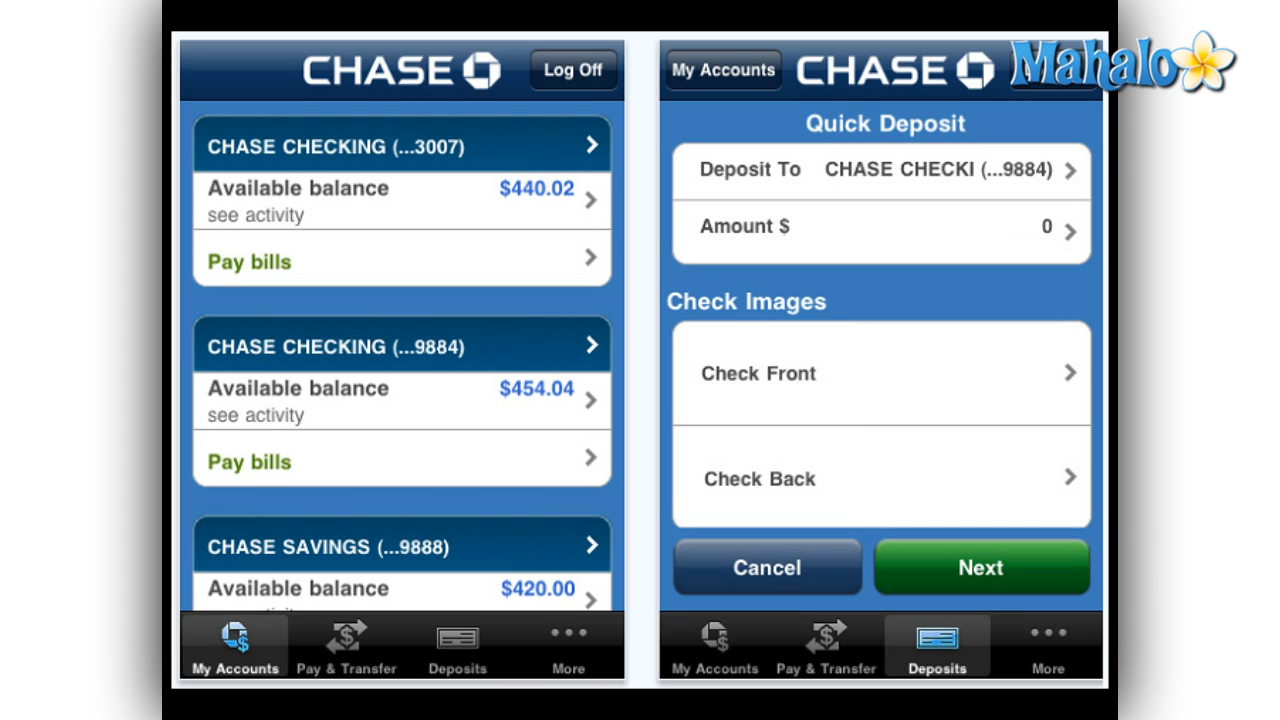 CHASE
Log Off
CHASE CHECKING (...3007)
Available balance $440.02
see activity
Pay bills
CHASE CHECKING (...9884)
Available balance $454.04
see activity
Pay bills
CHASE SAVINGS (...9888)
Available balance $420.00
My Accounts
Pay & Transfer
Deposits
More
My Accounts
CHASE
Mahalo
Quick Deposit
Deposit To CHASE CHECKI (...9884)
Amount $ 0
Check Images
Check Front
Check Back
Cancel
Next
My Accounts
Pay & Transfer
Deposits
More